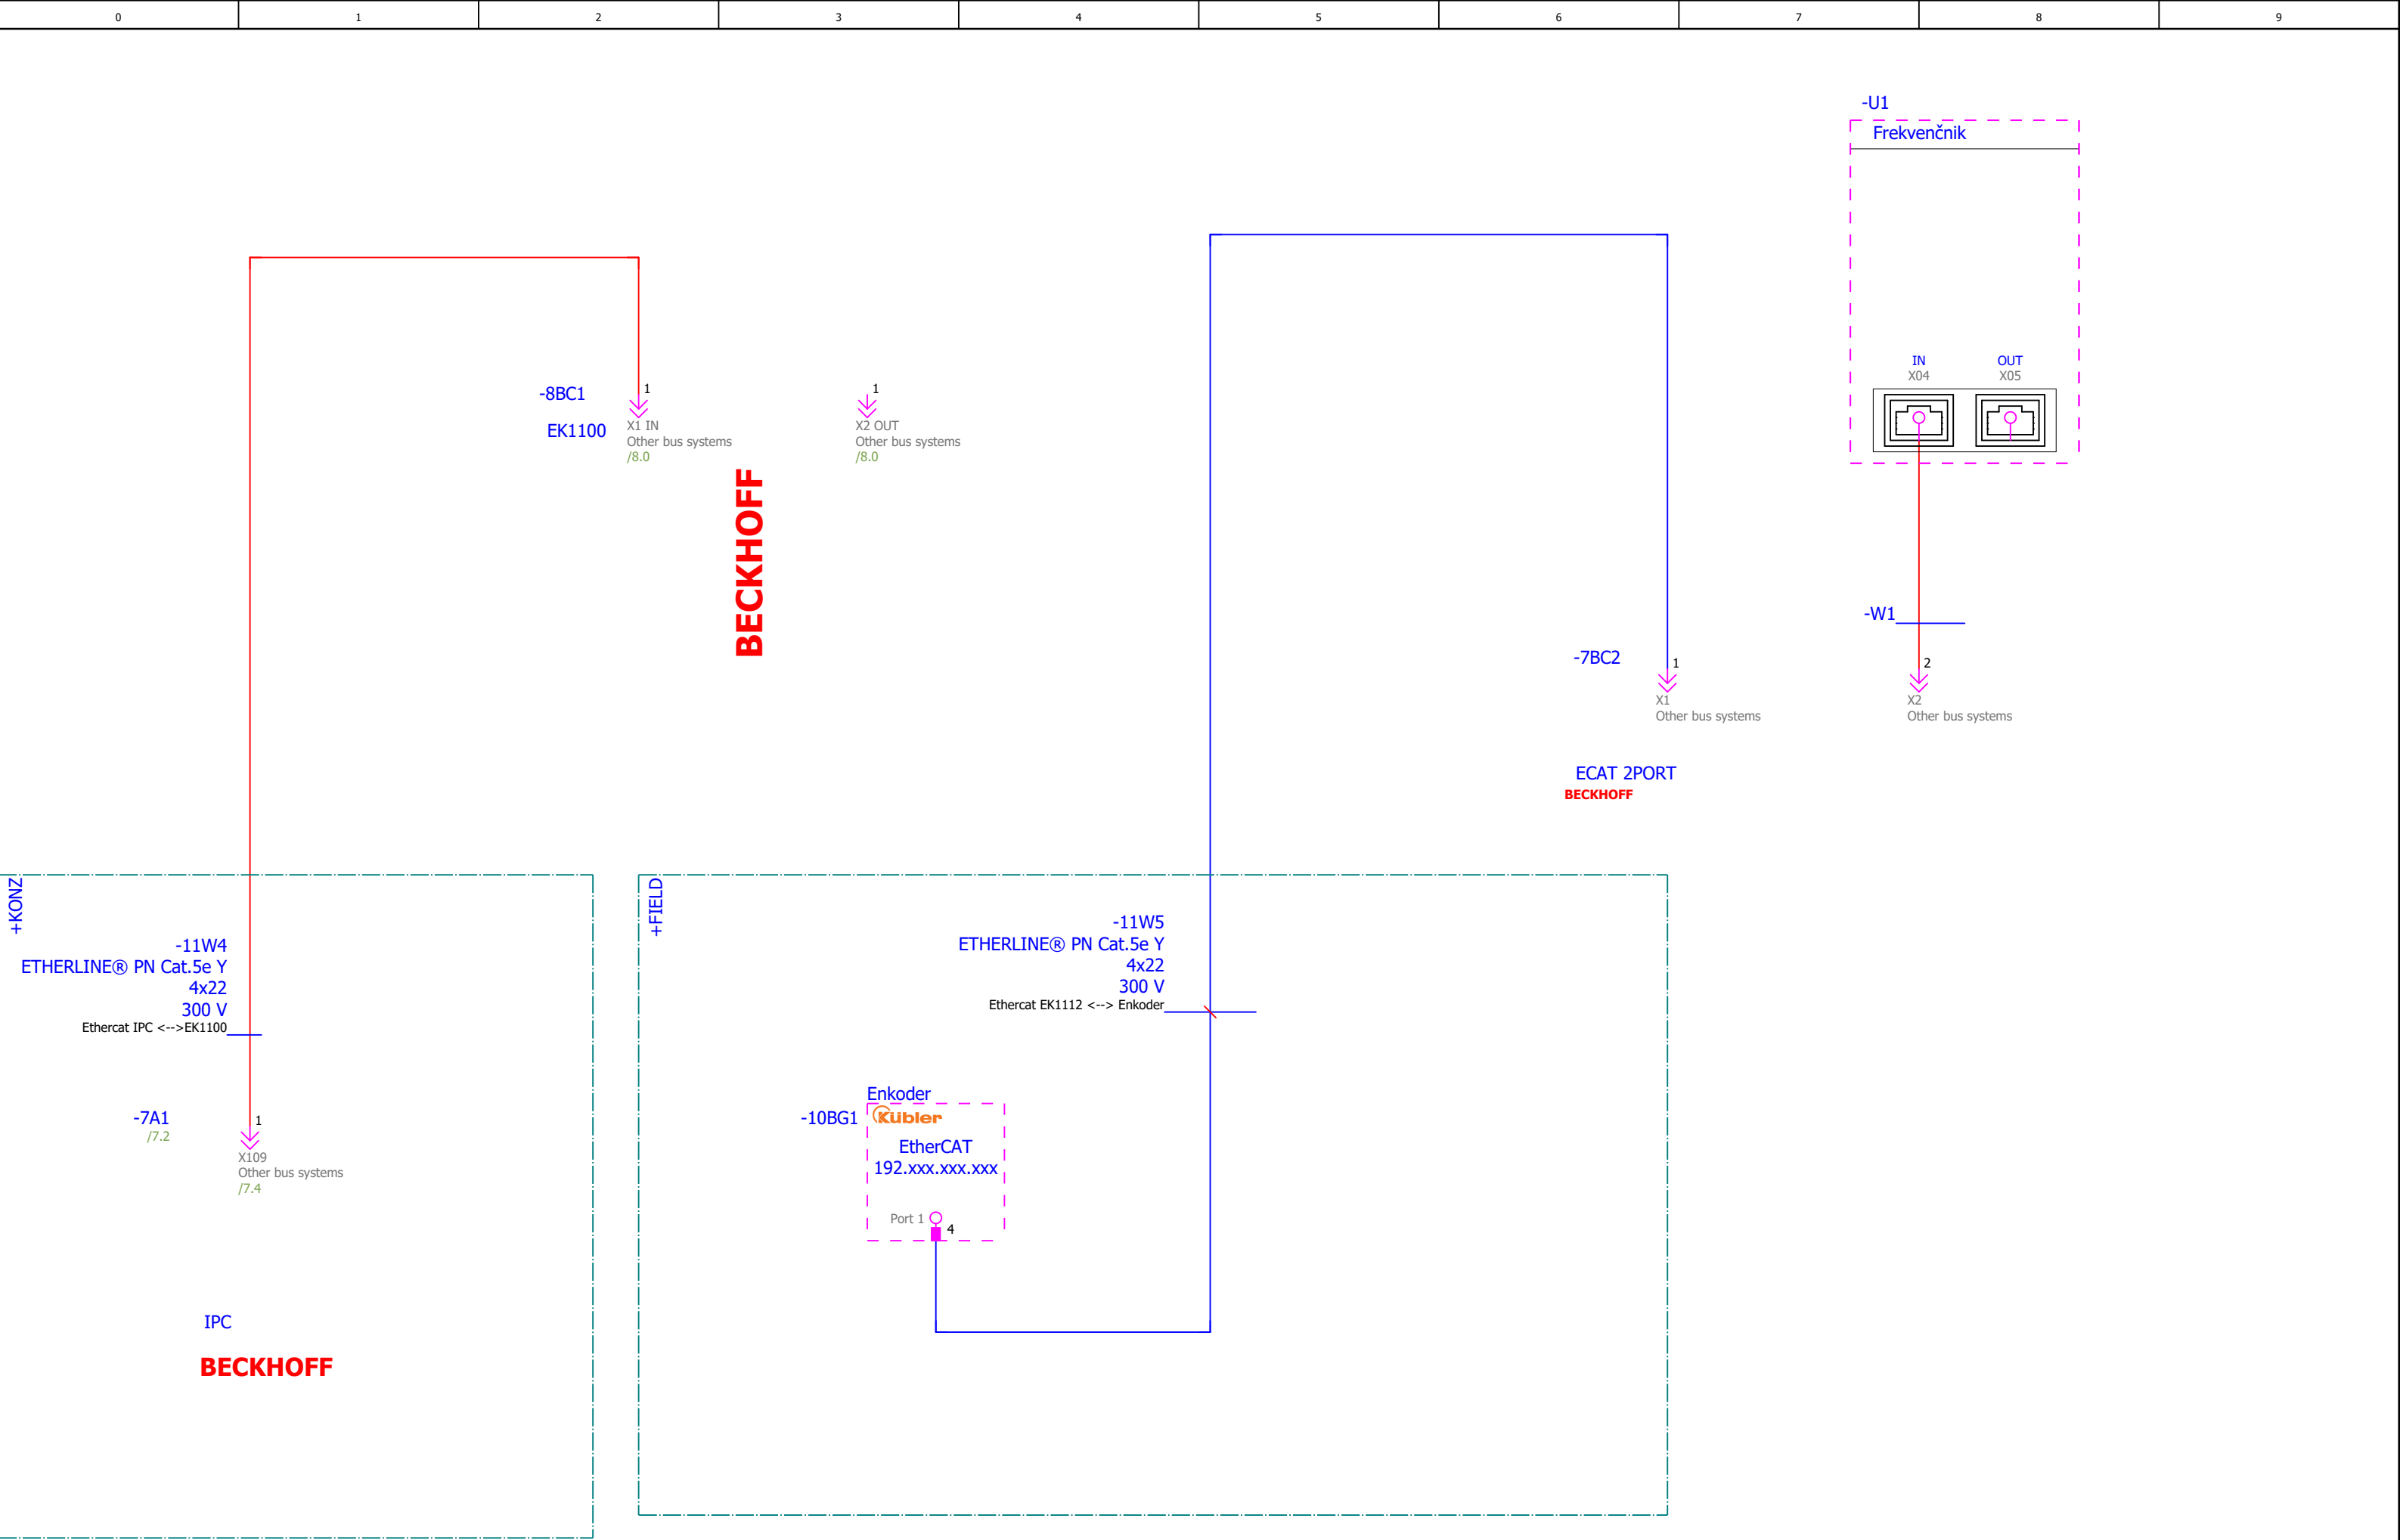 0 1 2 3 4 5 6 7 8 9
-U1
Frekvenčnik
IN OUT
X04 X05
-8BC1
EK1100
1
X1 IN
Other bus systems
/8.0
1
X2 OUT
Other bus systems
/8.0
BECKHOFF
-W1
-7BC2
1
X1
Other bus systems
2
X2
Other bus systems
ECAT 2PORT
BECKHOFF
+KONZ
-11W4
ETHERLINE® PN Cat.5e Y
4x22
300 V
Ethercat IPC <-->EK1100
-7A1
/7.2
1
X109
Other bus systems
/7.4
IPC
BECKHOFF
+FIELD
-11W5
ETHERLINE® PN Cat.5e Y
4x22
300 V
Ethercat EK1112 <--> Enkoder
Enkoder
-10BG1
Kübler
EtherCAT
192.xxx.xxx.xxx
Port 1
4